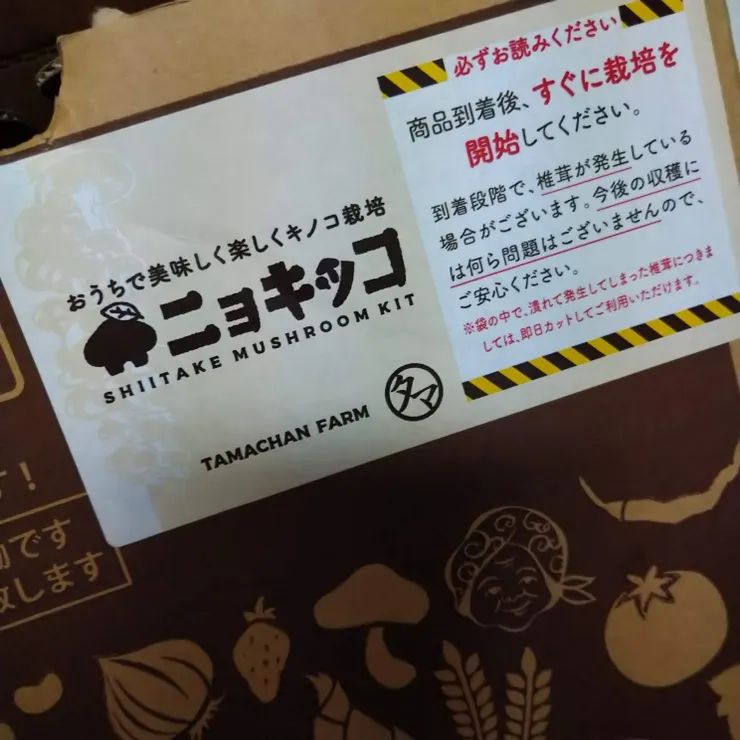 おうちで美味しく楽しくキノコ栽培
ニョキッコ
SHIITAKE MUSHROOM KIT
TAMACHAN FARM
タマ
必ずお読みください
商品到着後、すぐに栽培を
開始してください。
到着段階で、椎茸が発生している
場合がございます。今後の収穫に
は何ら問題はございませんので、
ご安心ください。
※袋の中で、潰れて発生してしまった椎茸につきま
しては、即日カットしてご利用いただけます。
す!
です
します